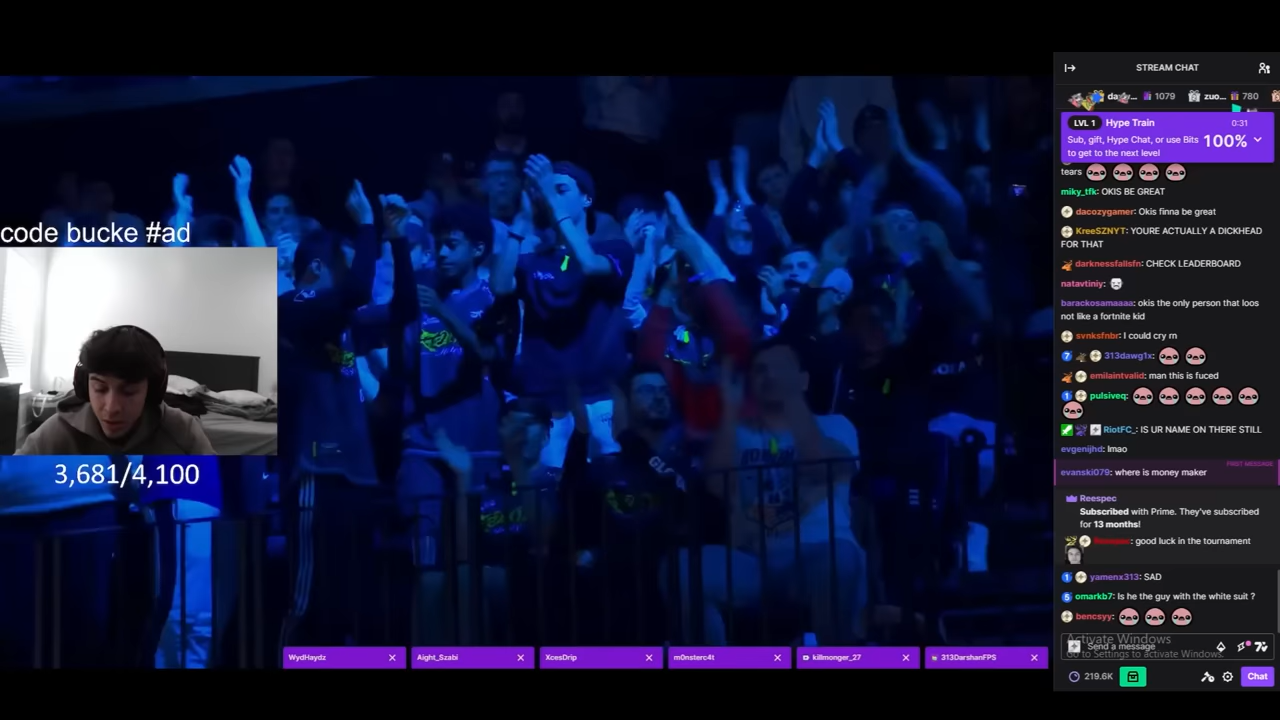 code bucke #ad
3,681/4,100
WydHaydz
Aight_Szabi
XcesDrip
m0nsterc4t
killmonger_27
313DarshanFPS
STREAM CHAT
1079
zuo...
780
LVL 1
Hype Train
0:31
Sub, gift, Hype Chat, or use Bits
to get to the next level
100%
tears
miky_tfk: OKIS BE GREAT
dacozygamer: Okis finna be great
KreeSZNYT: YOURE ACTUALLY A DICKHEAD
FOR THAT
darknessfallsfn: CHECK LEADERBOARD
natavtiniy:
barackosamaaaa: okis the only person that loos
not like a fortnite kid
svnksfnbr: I could cry rn
313dawg1x:
emilaintvalid: man this is fuced
pulsiveq:
RiotFC_: IS UR NAME ON THERE STILL
evgenijhd: lmao
FIRST MESSAGE
evanski079: where is money maker
Reespec
Subscribed with Prime. They've subscribed
for 13 months!
: good luck in the tournament
yamenx313: SAD
omarkb7: Is he the guy with the white suit ?
bencsyy:
Activate Windows
Send a message
Go to Settings to activate Windows.
219.6K
Chat